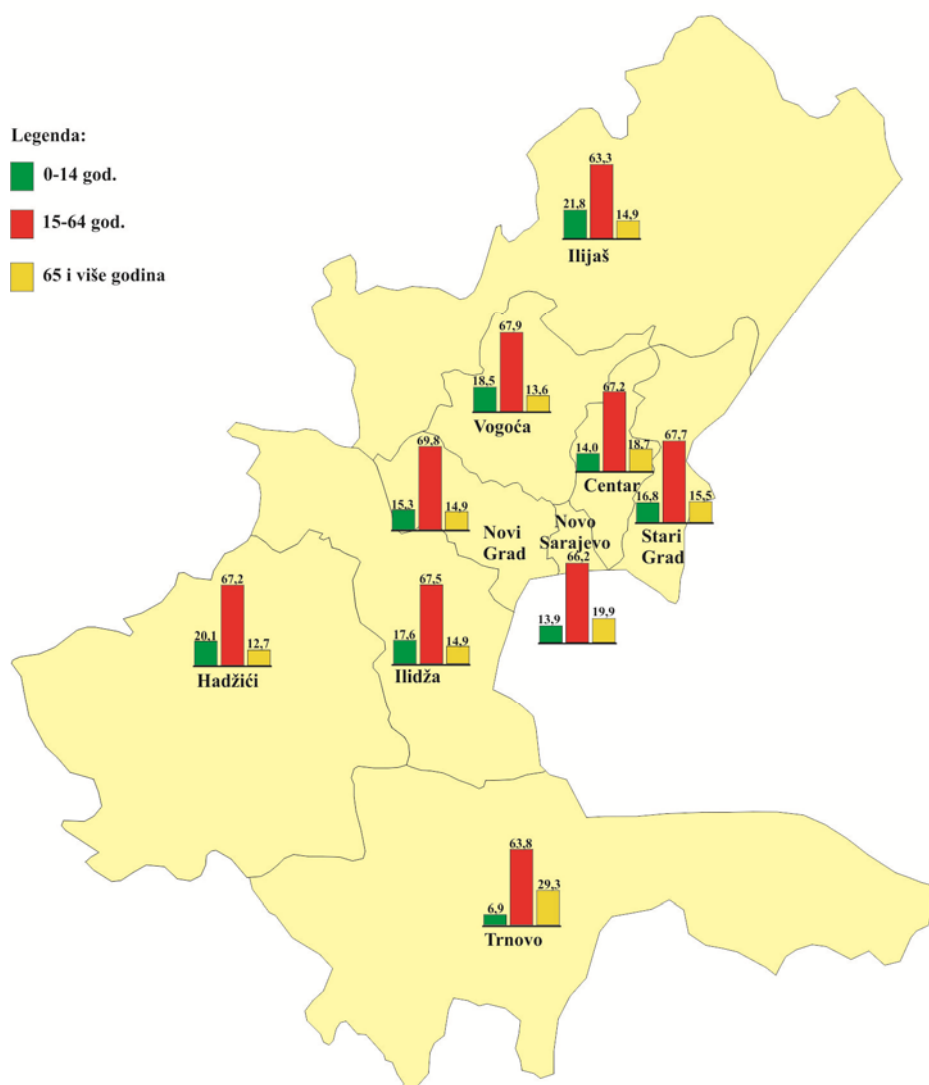 Legenda:
0-14 god.
15-64 god.
65 i više godina
63,3
21,8
14,9
Ilijaš
67,9
18,5
13,6
Vogoća
67,2
14,0
18,7
Centar
67,7
16,8
15,5
Stari
Grad
69,8
15,3
14,9
Novi
Grad
Novo
Sarajevo
66,2
13,9
19,9
67,2
20,1
12,7
Hadžići
67,5
17,6
14,9
Ilidža
63,8
6,9
29,3
Trnovo